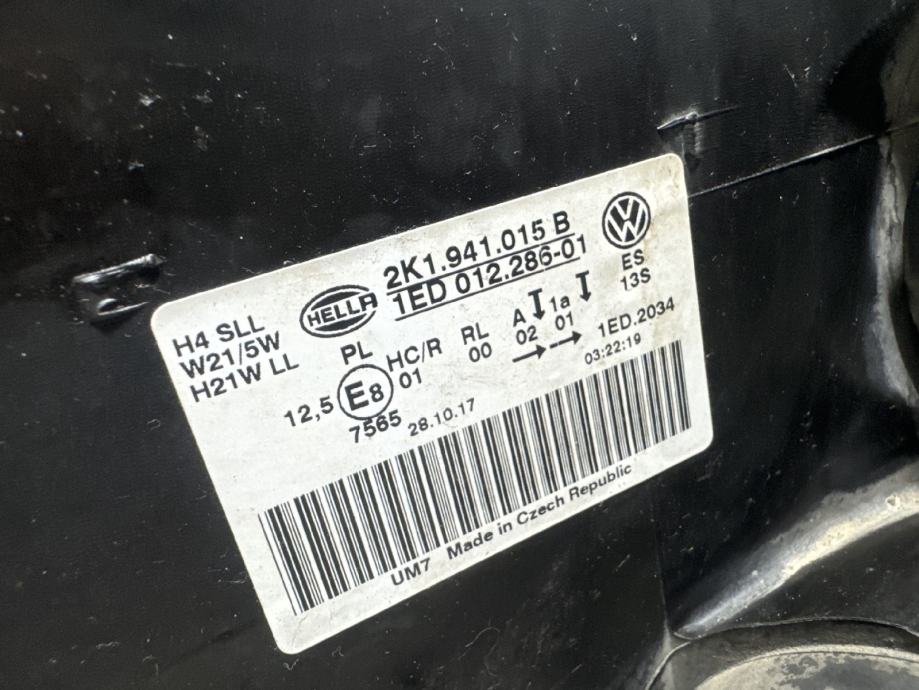 2K1.941.015 B
1ED 012.286-01
HELLA
VW
ES
13S
H4 SLL
W21/5W
H21W LL
PL
HC/R
01
RL
00
A
02
1a
01
1ED.2034
03:22:19
12,5
E8
7565
28.10.17
UM7 Made in Czech Republic